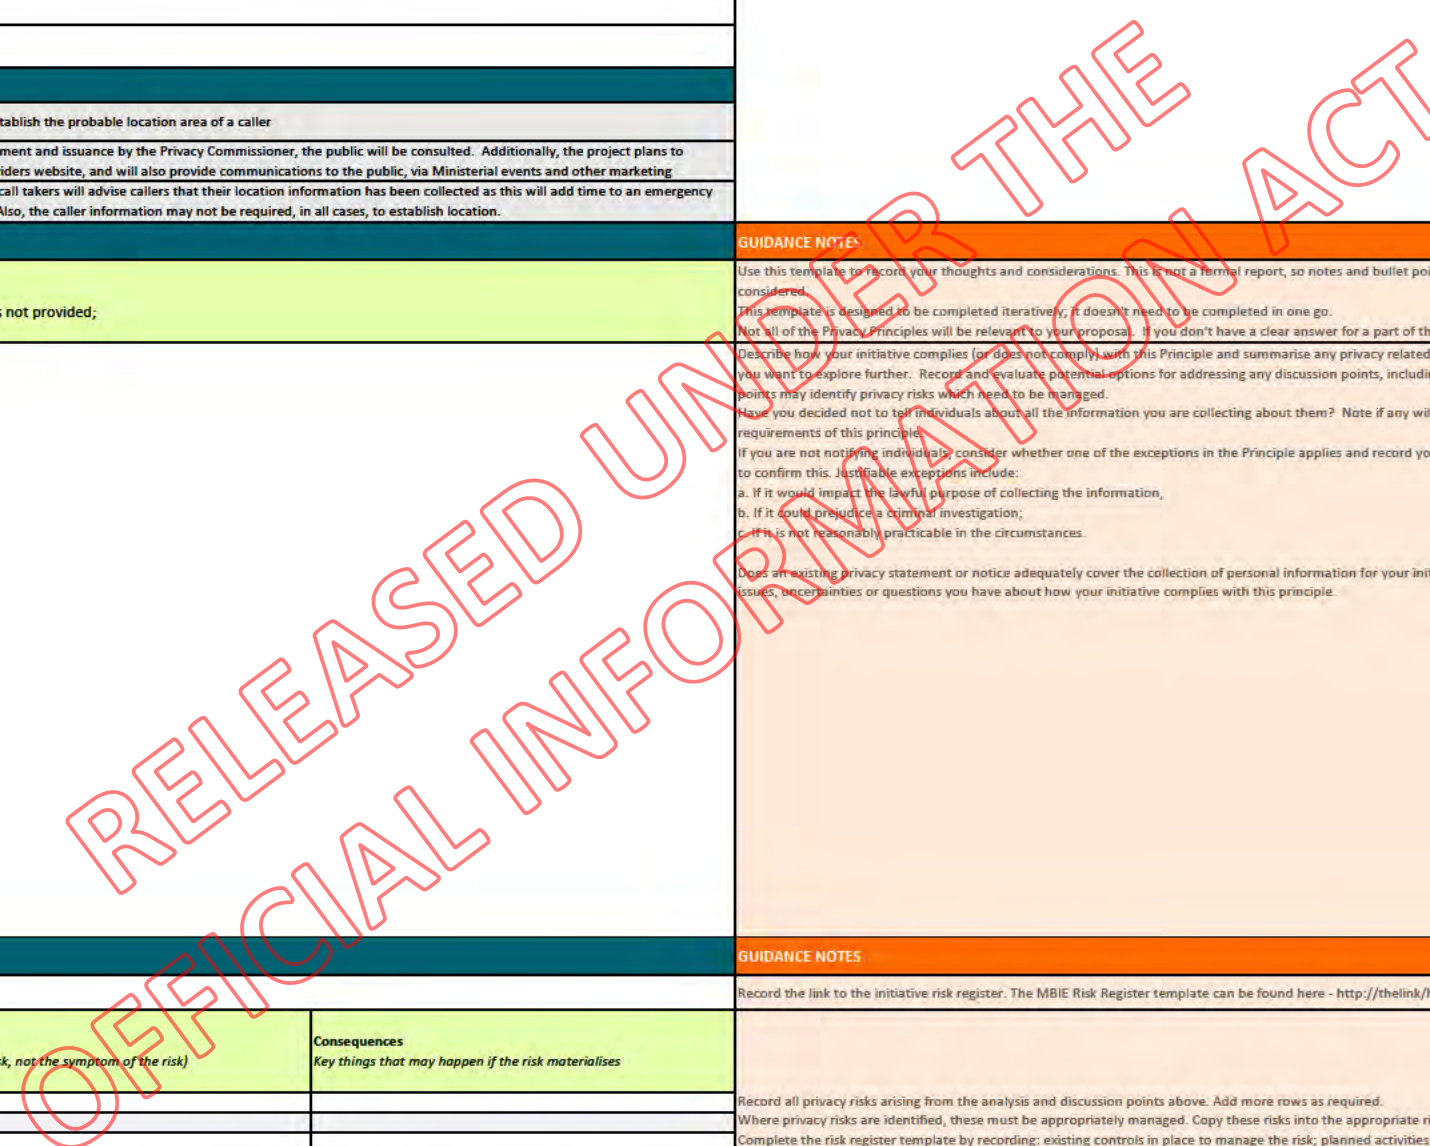 tablish the probable location area of a caller
ment and issuance by the Privacy Commissioner, the public will be consulted.  Additionally, the project plans to
iders website, and will also provide communications to the public, via Ministerial events and other marketing
call takers will advise callers that their location information has been collected as this will add time to an emergency
Also, the caller information may not be required, in all cases, to establish location.
GUIDANCE NOTES
s not provided;
Use this template to record your thoughts and considerations. This is not a formal report, so notes and bullet poi
considered.
This template is designed to be completed iteratively; it doesn't need to be completed in one go.
Not all of the Privacy Principles will be relevant to your proposal.  If you don't have a clear answer for a part of th
Describe how your initiative complies (or does not comply) with this Principle and summarise any privacy related
you want to explore further.  Record and evaluate potential options for addressing any discussion points, includin
points may identify privacy risks which need to be managed.
Have you decided not to tell individuals about all the information you are collecting about them?  Note if any wil
requirements of this principle.
If you are not notifying individuals, consider whether one of the exceptions in the Principle applies and record yo
to confirm this. Justifiable exceptions include:
a. If it would impact the lawful purpose of collecting the information,
b. If it could prejudice a criminal investigation;
c. If it is not reasonably practicable in the circumstances.
Does an existing privacy statement or notice adequately cover the collection of personal information for your init
issues, uncertainties or questions you have about how your initiative complies with this principle.
GUIDANCE NOTES
Record the link to the initiative risk register. The MBIE Risk Register template can be found here - http://thelink/h
sk, not the symptom of the risk)
Consequences
Key things that may happen if the risk materialises
Record all privacy risks arising from the analysis and discussion points above. Add more rows as required.
Where privacy risks are identified, these must be appropriately managed. Copy these risks into the appropriate ri
Complete the risk register template by recording: existing controls in place to manage the risk; planned activities
RELEASED UNDER THE
OFFICIAL INFORMATION ACT